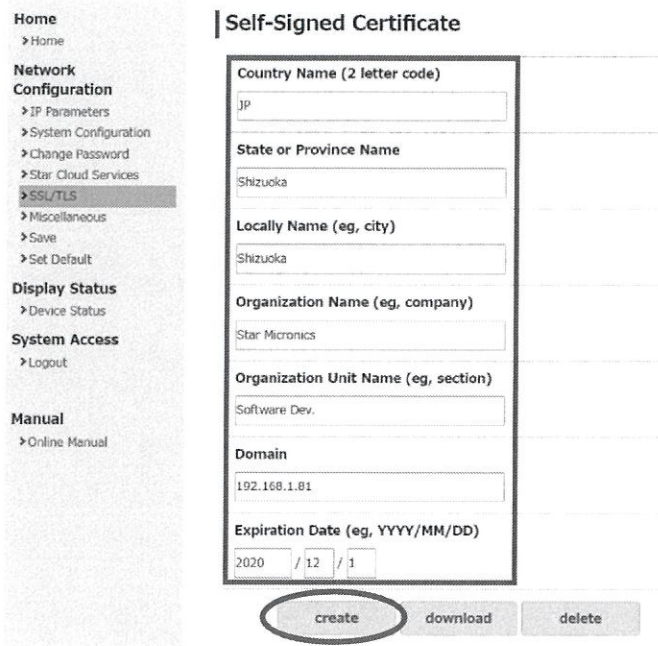 Home
>Home
Network
Configuration
>IP Parameters
>System Configuration
>Change Password
>Star Cloud Services
>SSL/TLS
>Miscellaneous
>Save
>Set Default
Display Status
>Device Status
System Access
>Logout
Manual
>Online Manual
Self-Signed Certificate
Country Name (2 letter code)
JP
State or Province Name
Shizuoka
Locally Name (eg, city)
Shizuoka
Organization Name (eg, company)
Star Micronics
Organization Unit Name (eg, section)
Software Dev.
Domain
192.168.1.81
Expiration Date (eg, YYYY/MM/DD)
2020 / 12 / 1
create download delete